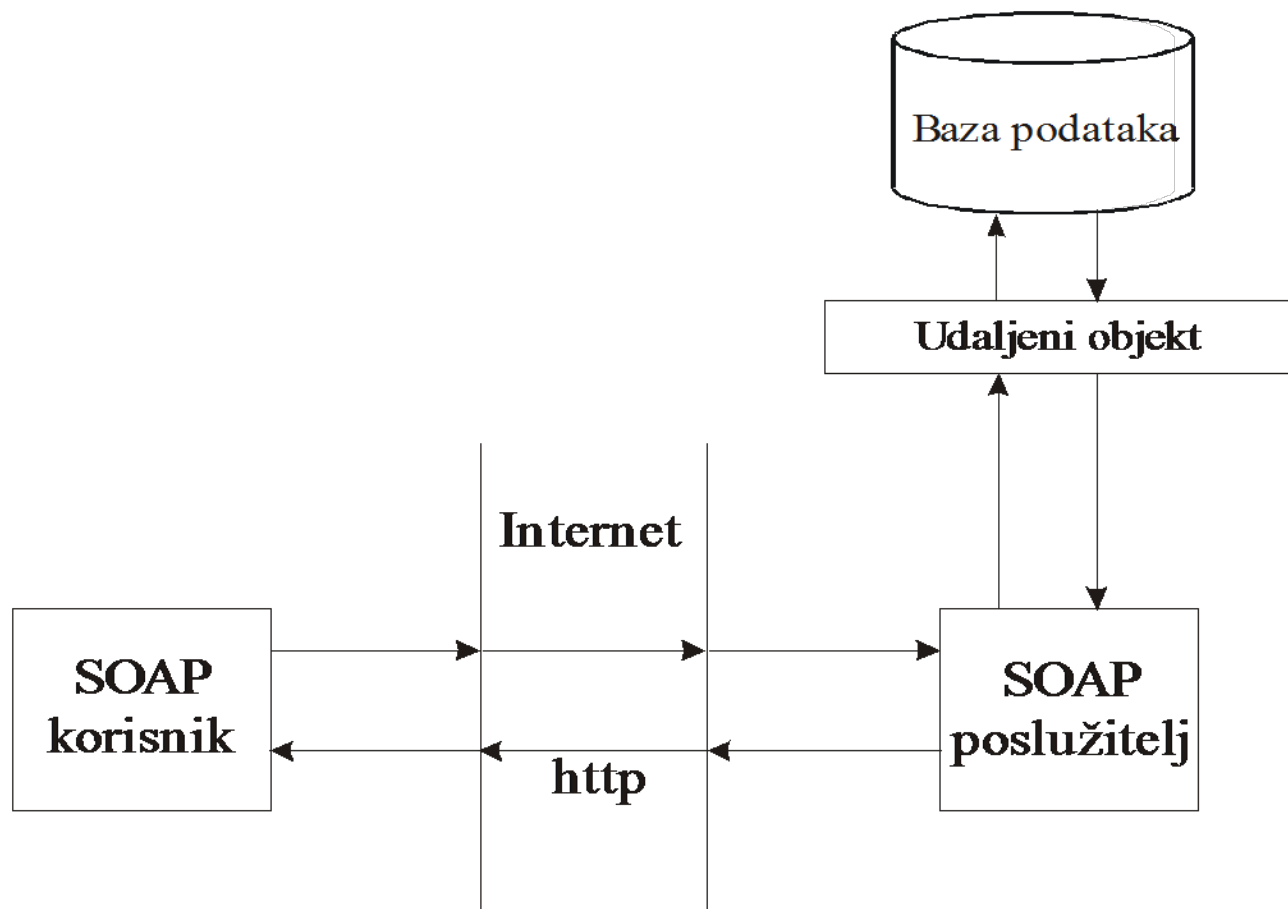 Baza podataka
Udaljeni objekt
Internet
SOAP
korisnik
SOAP
poslužitelj
http